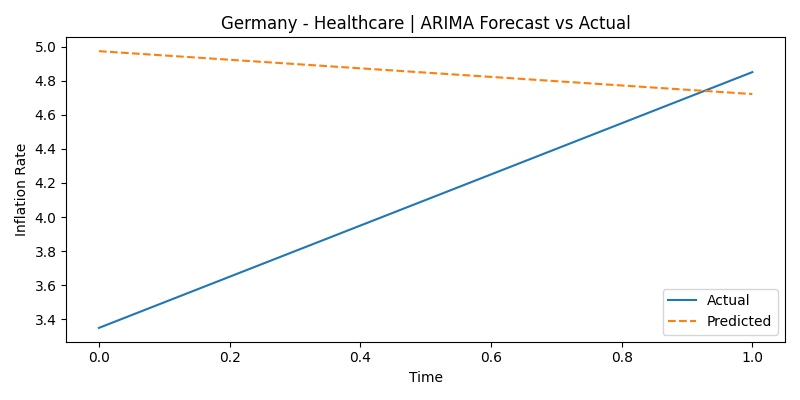 Germany - Healthcare | ARIMA Forecast vs Actual
5.0
4.8
4.6
4.4
4.2
4.0
3.8
3.6
3.4
Inflation Rate
Actual
Predicted
0.0 0.2 0.4 0.6 0.8 1.0
Time